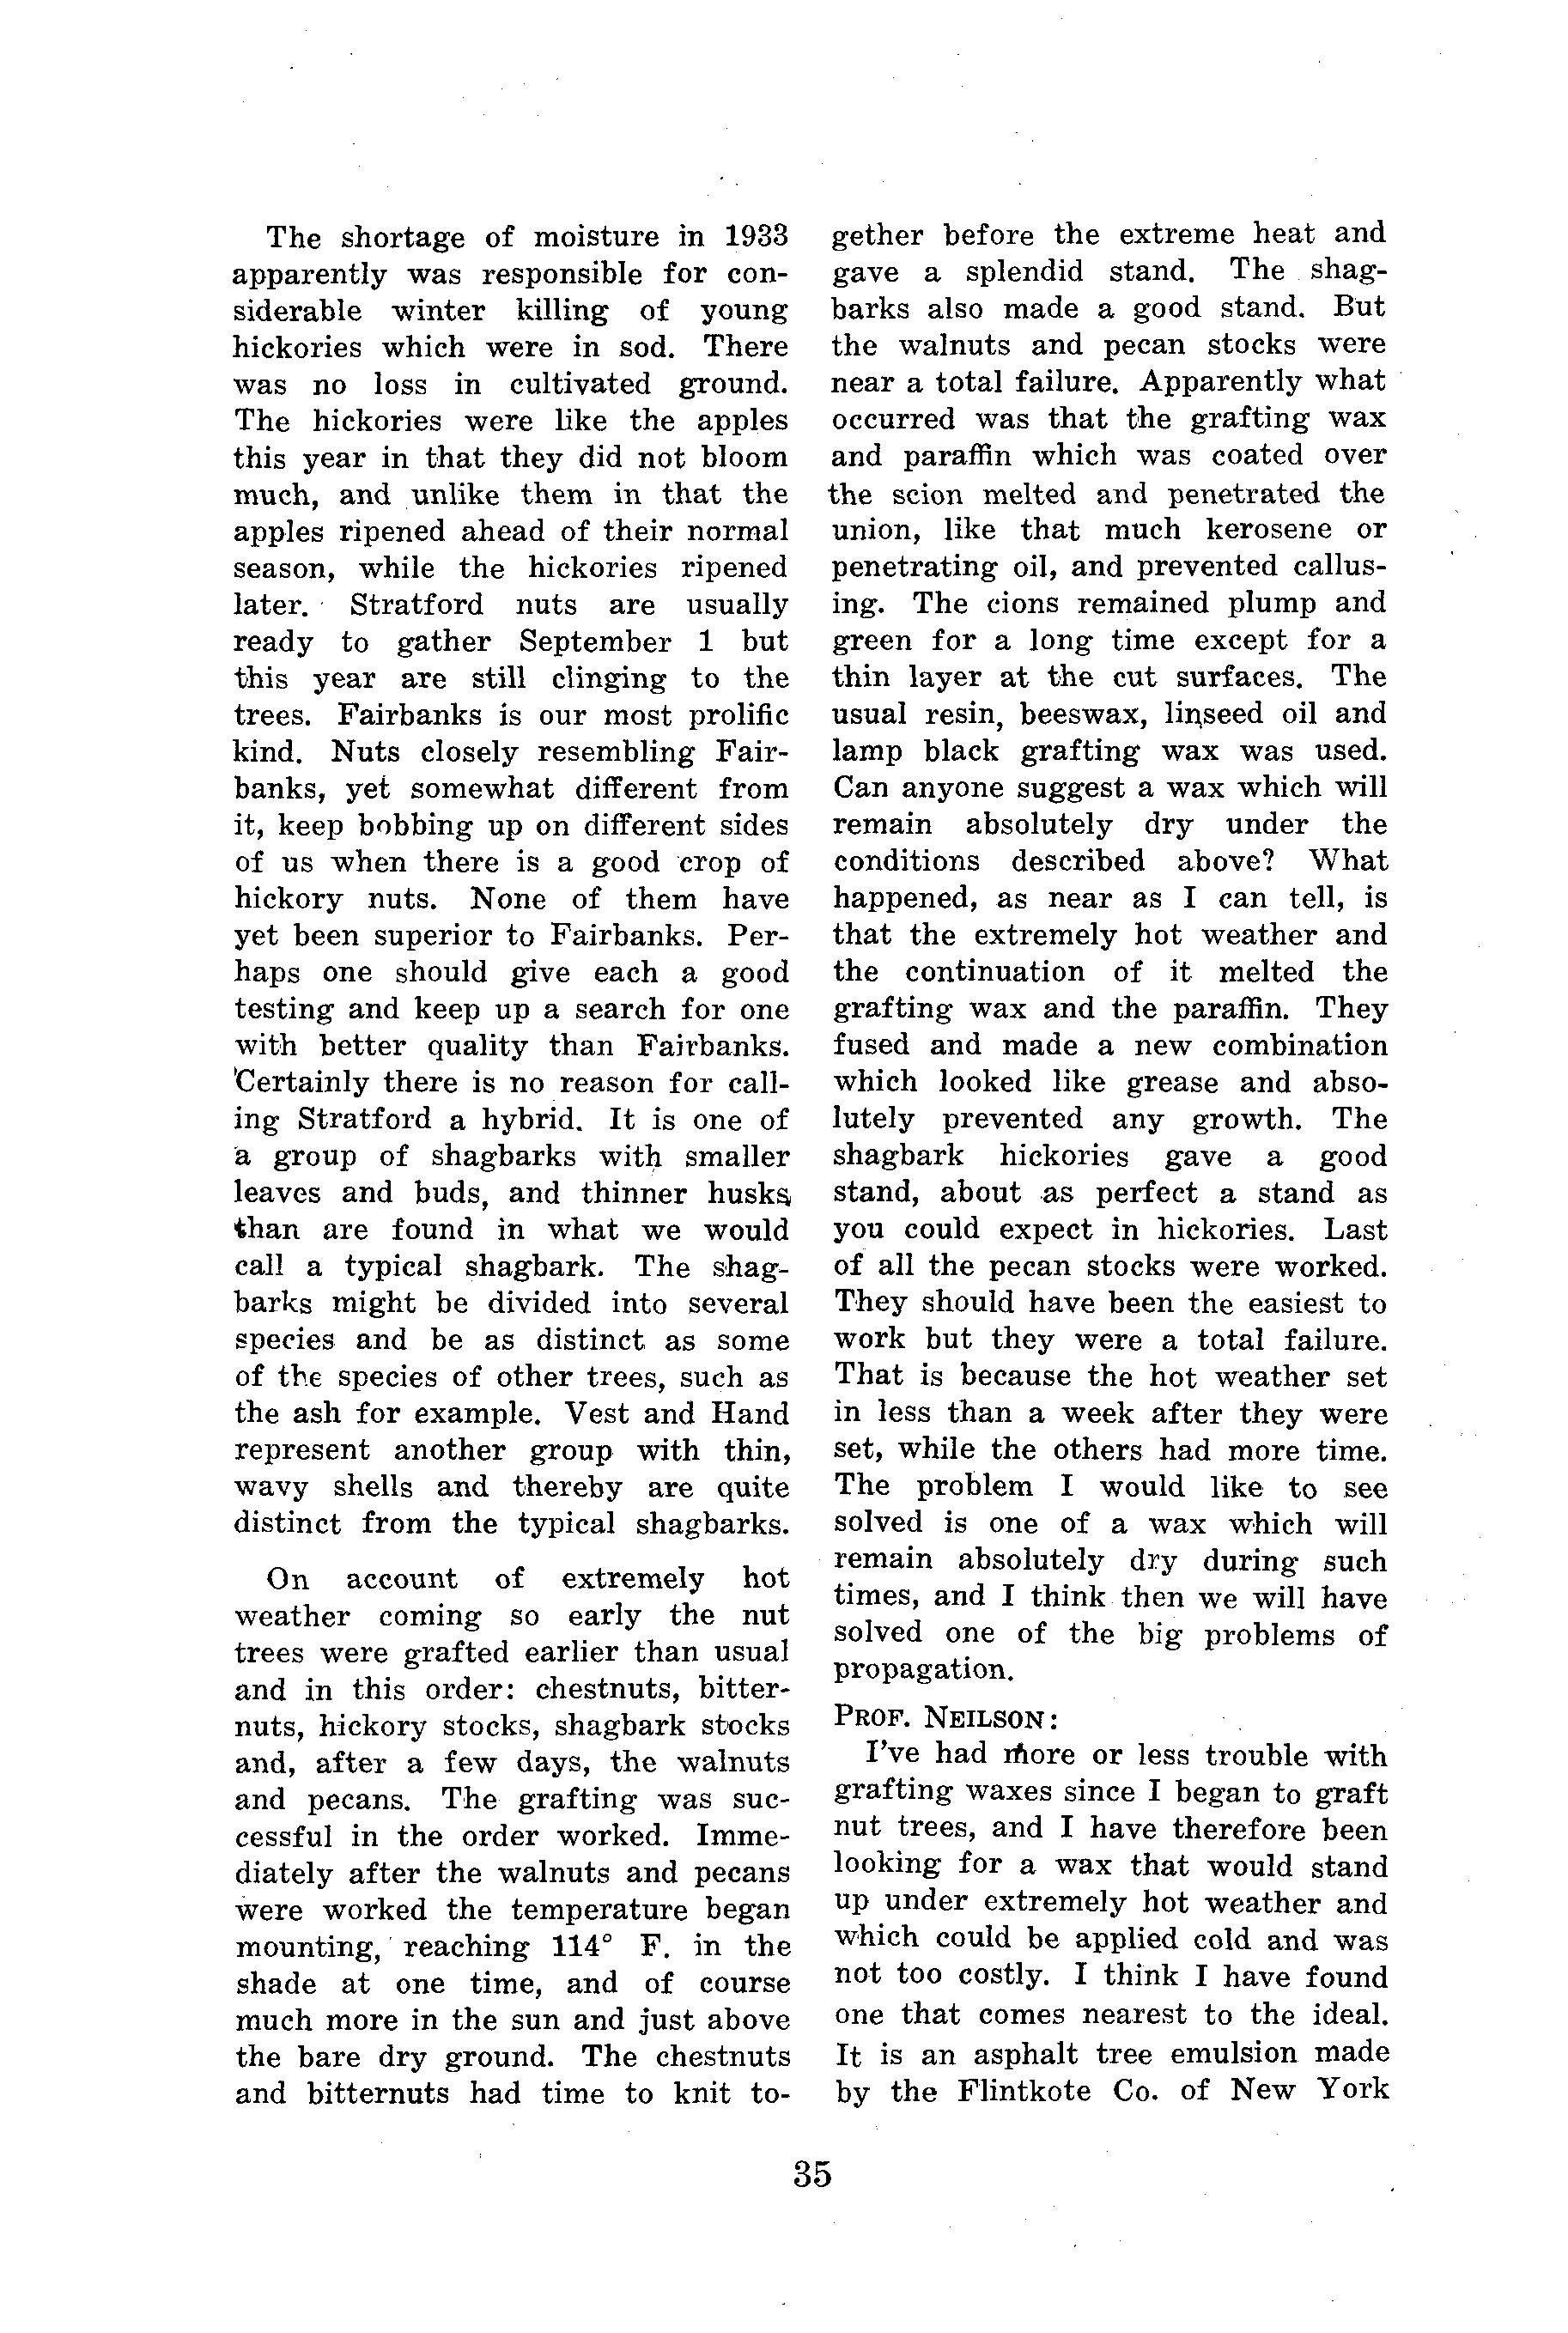 The shortage of moisture in 1933
apparently was responsible for con-
siderable winter killing of young
hickories which were in sod. There
was no loss in cultivated ground.
The hickories were like the apples
this year in that they did not bloom
much, and unlike them in that the
apples ripened ahead of their normal
season, while the hickories ripened
later. Stratford nuts are usually
ready to gather September 1 but
this year are still clinging to the
trees. Fairbanks is our most prolific
kind. Nuts closely resembling Fair-
banks, yet somewhat different from
it, keep bobbing up on different sides
of us when there is a good crop of
hickory nuts. None of them have
yet been superior to Fairbanks. Per-
haps one should give each a good
testing and keep up a search for one
with better quality than Fairbanks.
Certainly there is no reason for call-
ing Stratford a hybrid. It is one of
a group of shagbarks with smaller
leaves and buds, and thinner husks
than are found in what we would
call a typical shagbark. The shag-
barks might be divided into several
species and be as distinct as some
of the species of other trees, such as
the ash for example. Vest and Hand
represent another group with thin,
wavy shells and thereby are quite
distinct from the typical shagbarks.
On account of extremely hot
weather coming so early the nut
trees were grafted earlier than usual
and in this order: chestnuts, bitter-
nuts, hickory stocks, shagbark stocks
and, after a few days, the walnuts
and pecans. The grafting was suc-
cessful in the order worked. Imme-
diately after the walnuts and pecans
were worked the temperature began
mounting, reaching 114° F. in the
shade at one time, and of course
much more in the sun and just above
the bare dry ground. The chestnuts
and bitternuts had time to knit to-
gether before the extreme heat and
gave a splendid stand. The shag-
barks also made a good stand. But
the walnuts and pecan stocks were
near a total failure. Apparently what
occurred was that the grafting wax
and paraffin which was coated over
the scion melted and penetrated the
union, like that much kerosene or
penetrating oil, and prevented callus-
ing. The cions remained plump and
green for a long time except for a
thin layer at the cut surfaces. The
usual resin, beeswax, linseed oil and
lamp black grafting wax was used.
Can anyone suggest a wax which will
remain absolutely dry under the
conditions described above? What
happened, as near as I can tell, is
that the extremely hot weather and
the continuation of it melted the
grafting wax and the paraffin. They
fused and made a new combination
which looked like grease and abso-
lutely prevented any growth. The
shagbark hickories gave a good
stand, about as perfect a stand as
you could expect in hickories. Last
of all the pecan stocks were worked.
They should have been the easiest to
work but they were a total failure.
That is because the hot weather set
in less than a week after they were
set, while the others had more time.
The problem I would like to see
solved is one of a wax which will
remain absolutely dry during such
times, and I think then we will have
solved one of the big problems of
propagation.
PROF. NEILSON:
I've had more or less trouble with
grafting waxes since I began to graft
nut trees, and I have therefore been
looking for a wax that would stand
up under extremely hot weather and
which could be applied cold and was
not too costly. I think I have found
one that comes nearest to the ideal.
It is an asphalt tree emulsion made
by the Flintkote Co. of New York
35